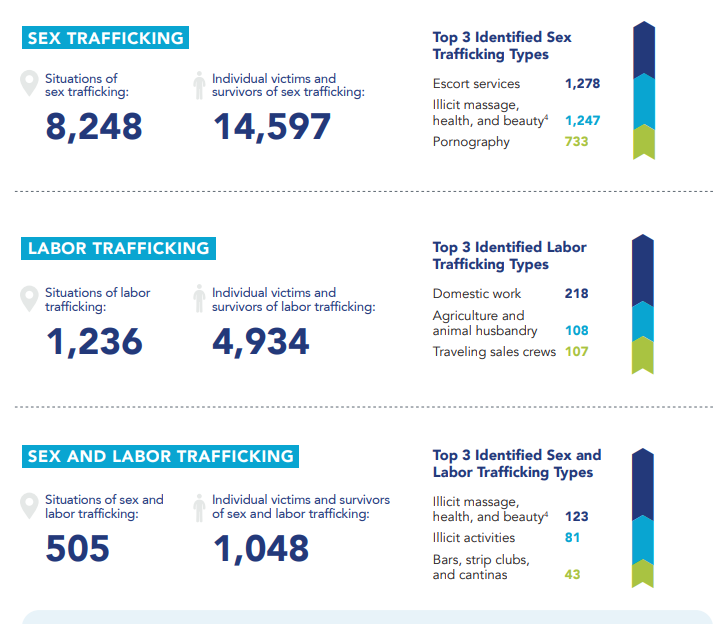 SEX TRAFFICKING
Situations of
sex trafficking:
8,248
Individual victims and
survivors of sex trafficking:
14,597
Top 3 Identified Sex
Trafficking Types
Escort services 1,278
Illicit massage,
health, and beauty⁴ 1,247
Pornography 733
LABOR TRAFFICKING
Situations of labor
trafficking:
1,236
Individual victims and
survivors of labor trafficking:
4,934
Top 3 Identified Labor
Trafficking Types
Domestic work 218
Agriculture and
animal husbandry 108
Traveling sales crews 107
SEX AND LABOR TRAFFICKING
Situations of sex and
labor trafficking:
505
Individual victims and survivors
of sex and labor trafficking:
1,048
Top 3 Identified Sex and
Labor Trafficking Types
Illicit massage,
health, and beauty⁴ 123
Illicit activities 81
Bars, strip clubs,
and cantinas 43